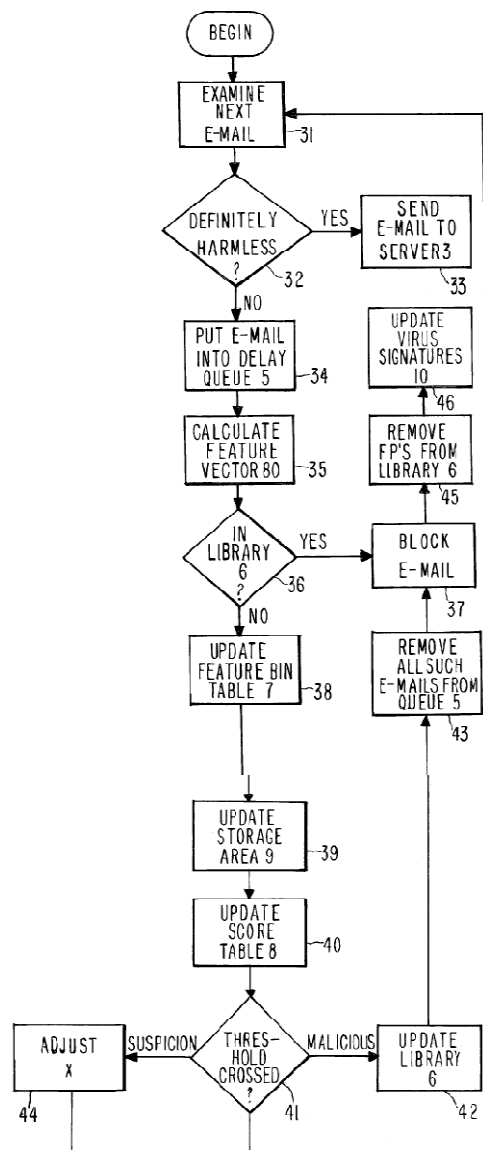 BEGIN
EXAMINE
NEXT
E-MAIL
31
DEFINITELY
HARMLESS
?
32
YES
SEND
E-MAIL TO
SERVER3
33
NO
PUT E-MAIL
INTO DELAY
QUEUE 5
34
UPDATE
VIRUS
SIGNATURES
10
46
CALCULATE
FEATURE
VECTOR80
35
REMOVE
FP'S FROM
LIBRARY 6
45
IN
LIBRARY
6
?
36
YES
BLOCK
E-MAIL
37
NO
UPDATE
FEATURE BIN
TABLE 7
38
REMOVE
ALL SUCH
E-MAILS FROM
QUEUE 5
43
UPDATE
STORAGE
AREA 9
39
UPDATE
SCORE
TABLE 8
40
ADJUST
X
44
SUSPICION
THRES-
HOLD
CROSSED
?
41
MALICIOUS
UPDATE
LIBRARY
6
42